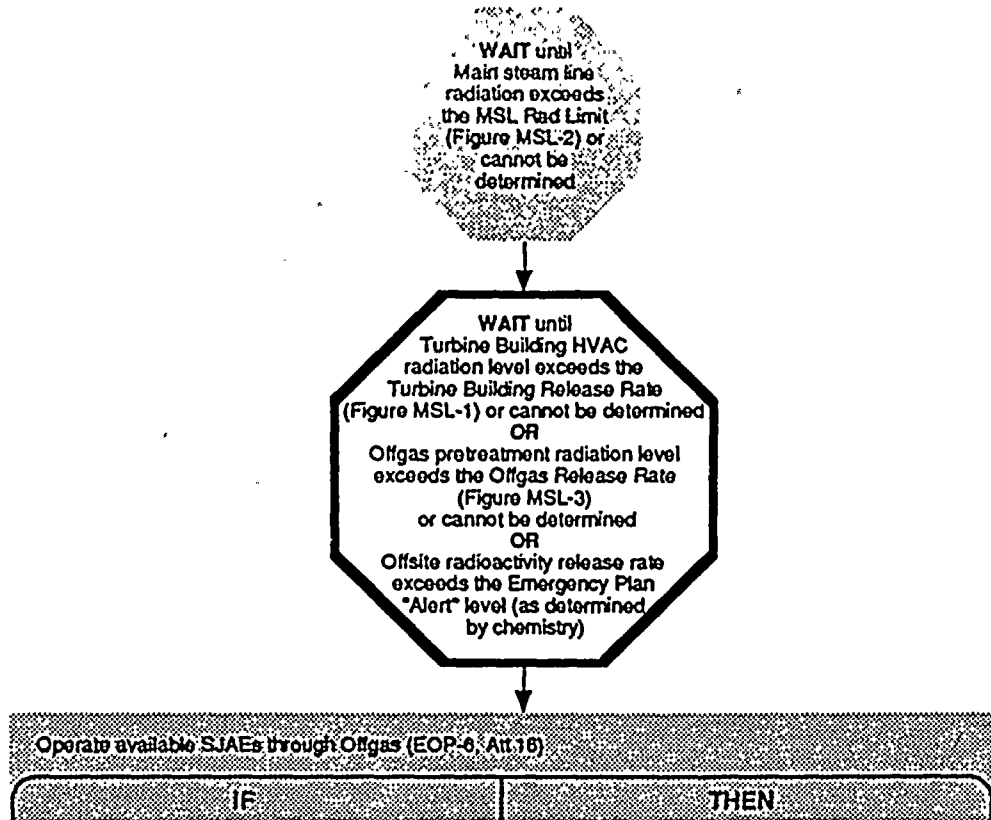 WAIT until
Main steam line
radiation exceeds
the MSL Rad Limit
(Figure MSL-2) or
cannot be
determined
WAIT until
Turbine Building HVAC
radiation level exceeds the
Turbine Building Release Rate
(Figure MSL-1) or cannot be determined
OR
Offgas pretreatment radiation level
exceeds the Offgas Release Rate
(Figure MSL-3)
or cannot be determined
OR
Offsite radioactivity release rate
exceeds the Emergency Plan
"Alert" level (as determined
by chemistry)
Operate available SJAEs through Offgas (EOP-6, Att.16)
IF
THEN